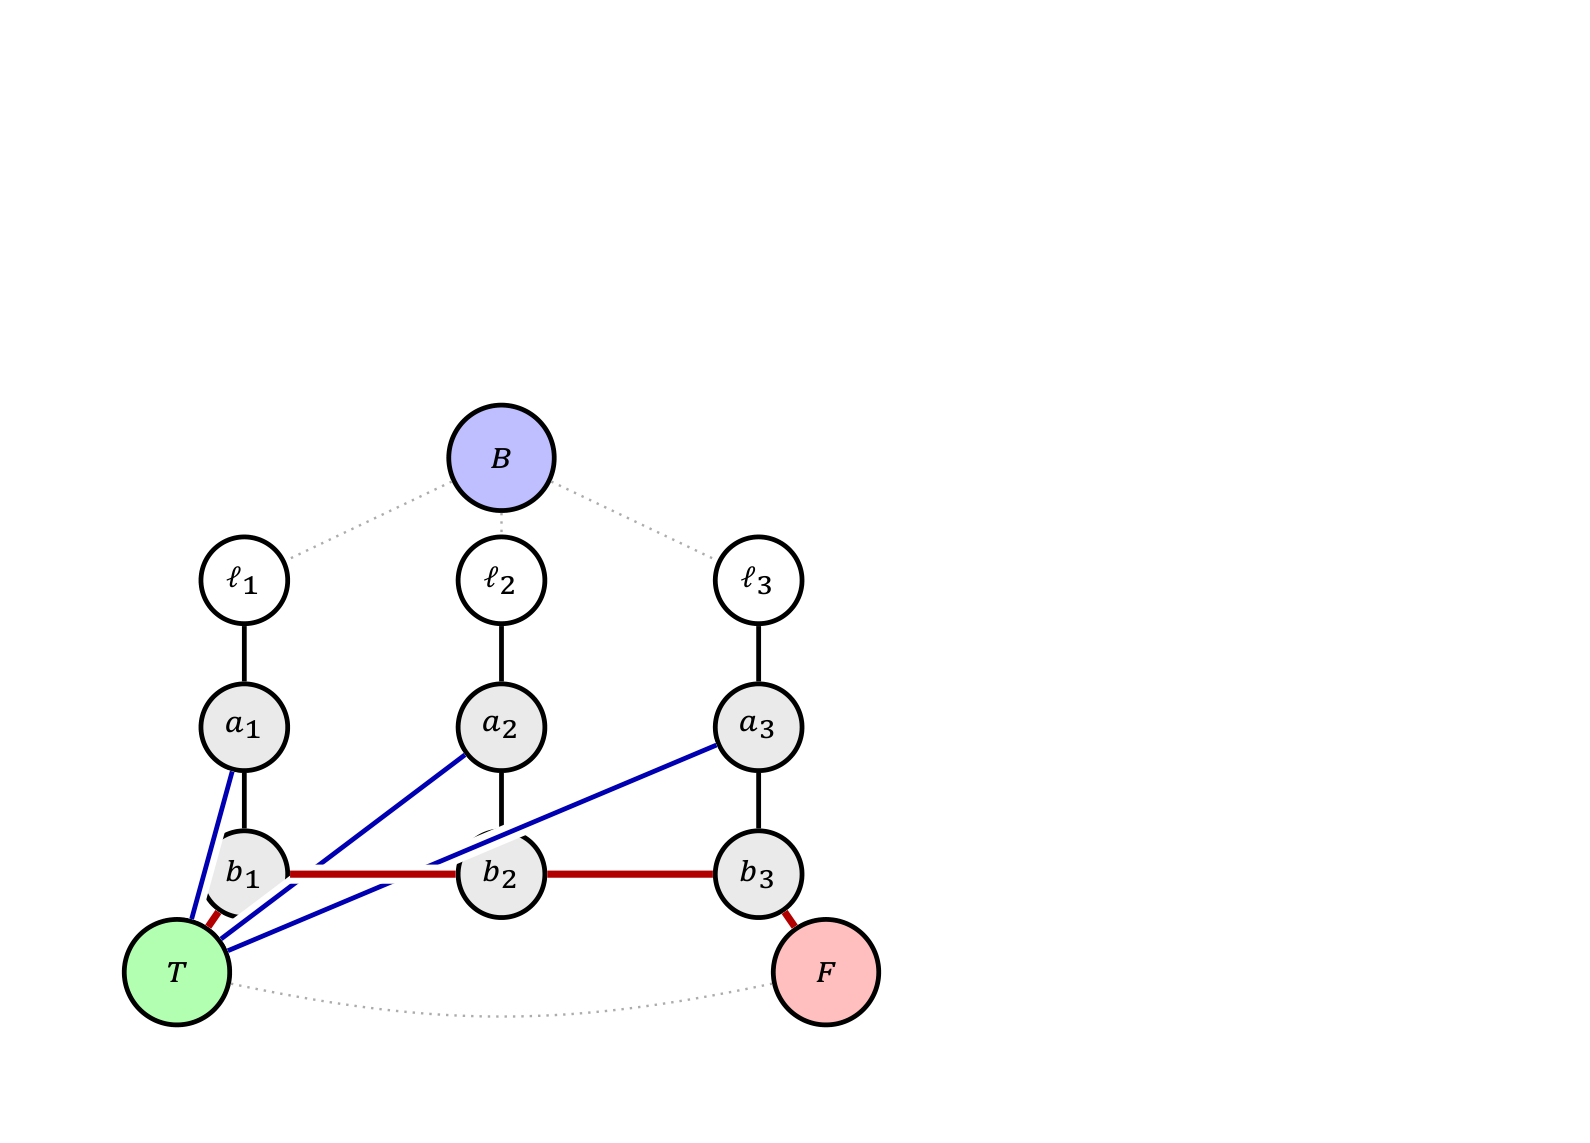 B
ℓ1 ℓ2 ℓ3
a1 a2 a3
b1 b2 b3
T F